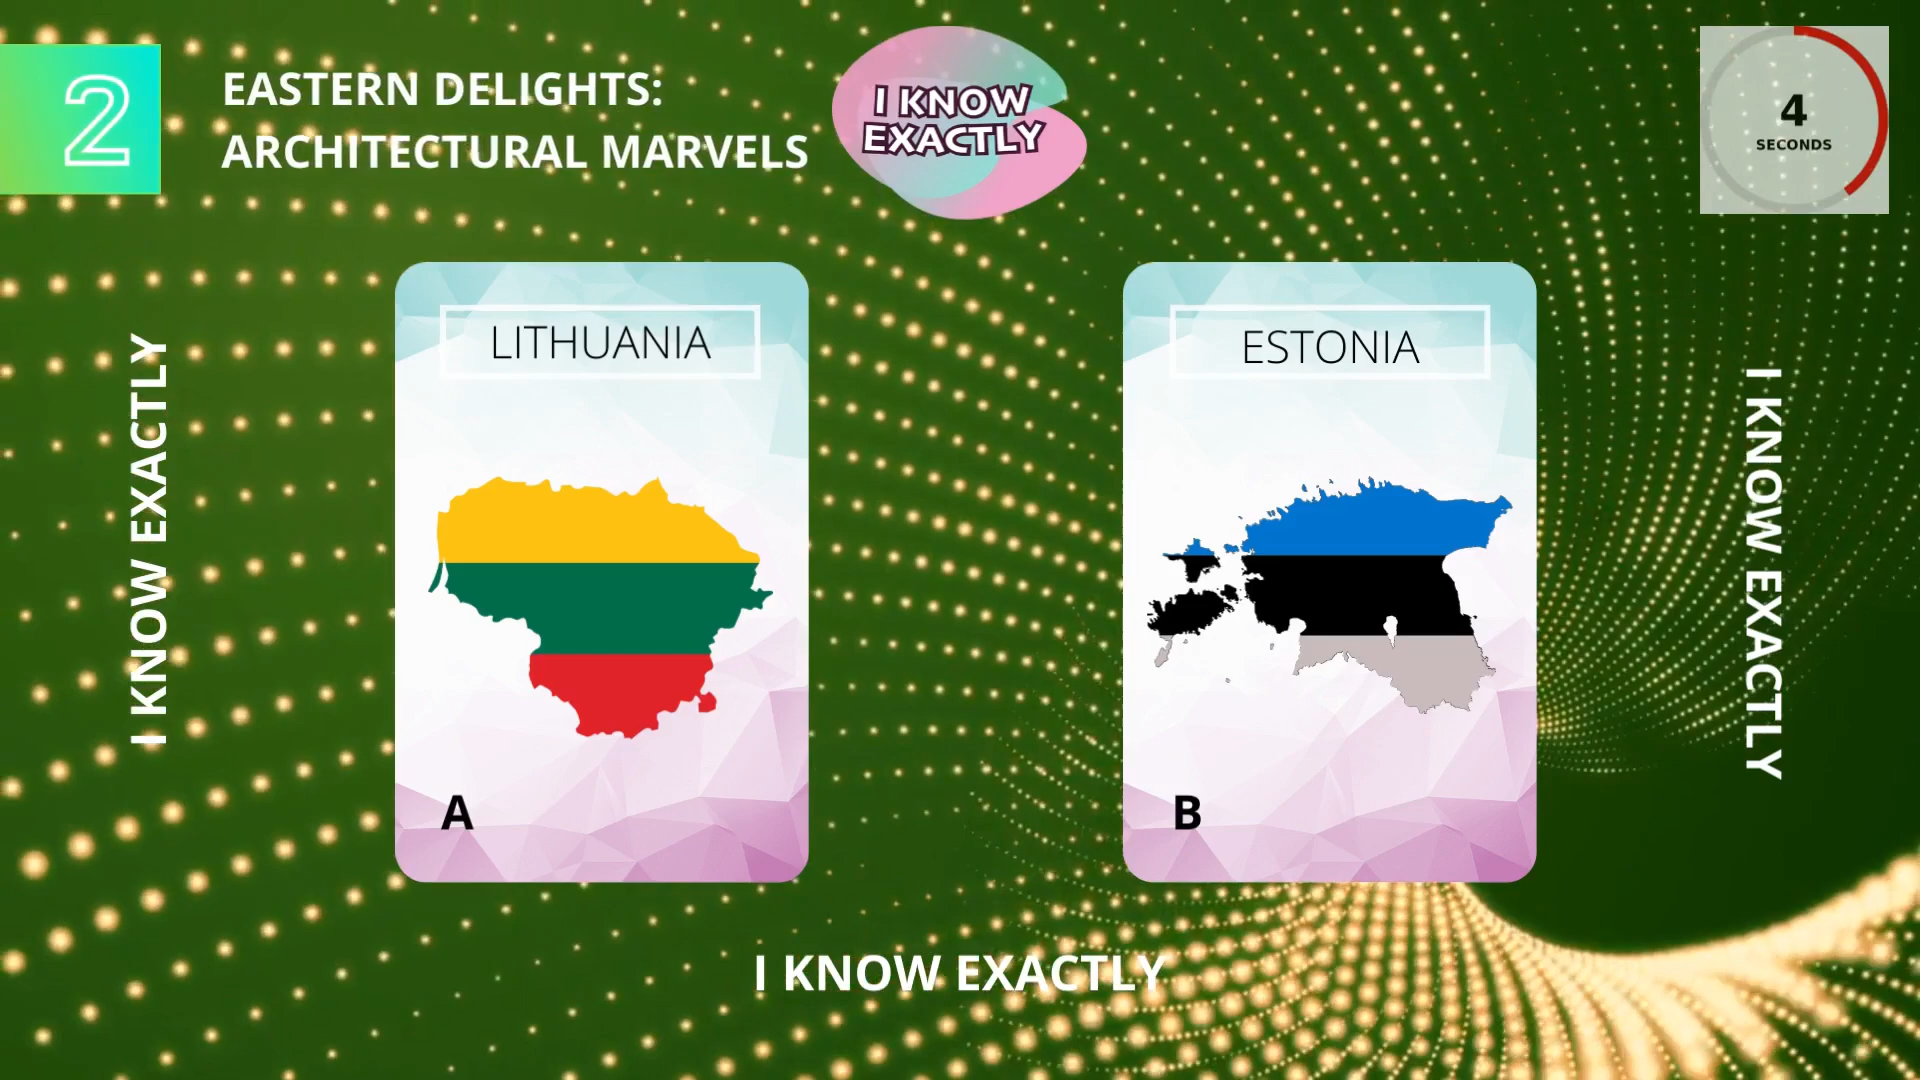 2
EASTERN DELIGHTS:
ARCHITECTURAL MARVELS
I KNOW
EXACTLY
4
SECONDS
I KNOW EXACTLY
LITHUANIA
A
ESTONIA
B
I KNOW EXACTLY
I KNOW EXACTLY